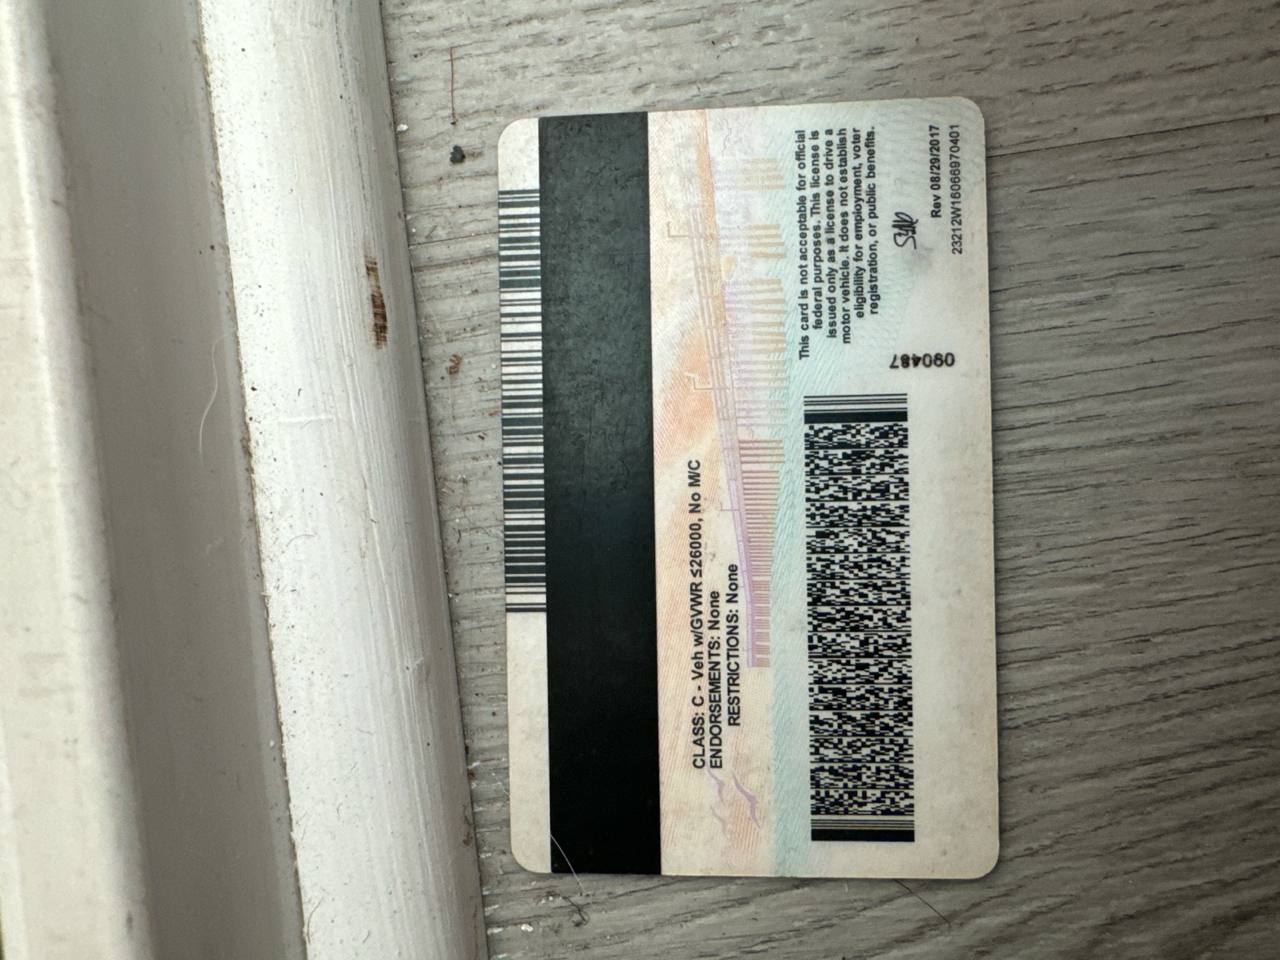 CLASS: C - Veh w/GVWR ≤26000, No M/C
ENDORSEMENTS: None
RESTRICTIONS: None
This card is not acceptable for official
federal purposes. This license is
issued only as a license to drive a
motor vehicle. It does not establish
eligibility for employment, voter
registration, or public benefits.
090487
Rev 08/29/2017
23212W16066970401